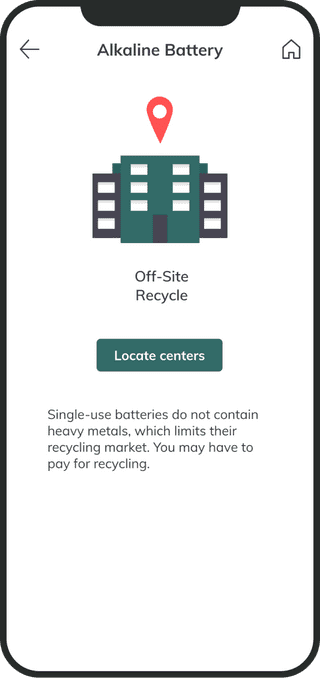 Alkaline Battery
Off-Site
Recycle
Locate centers
Single-use batteries do not contain
heavy metals, which limits their
recycling market. You may have to
pay for recycling.